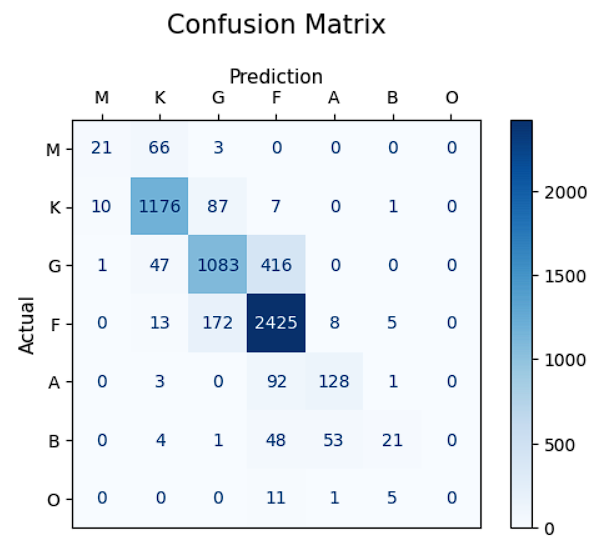 Confusion Matrix
Prediction
M K G F A B O
M 21 66 3 0 0 0 0
K 10 1176 87 7 0 1 0
G 1 47 1083 416 0 0 0
F 0 13 172 2425 8 5 0
A 0 3 0 92 128 1 0
B 0 4 1 48 53 21 0
O 0 0 0 11 1 5 0
Actual
2000
1500
1000
500
0